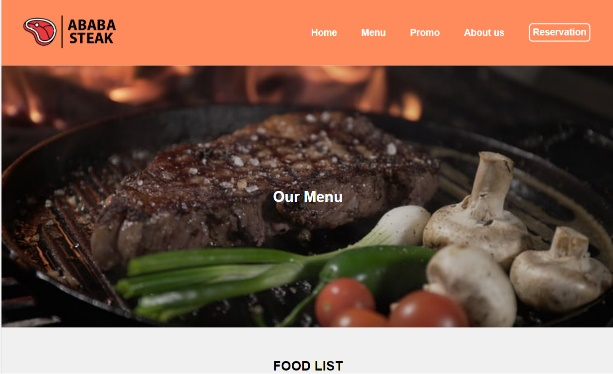 ABABA
STEAK
Home Menu Promo About us Reservation
Our Menu
FOOD LIST